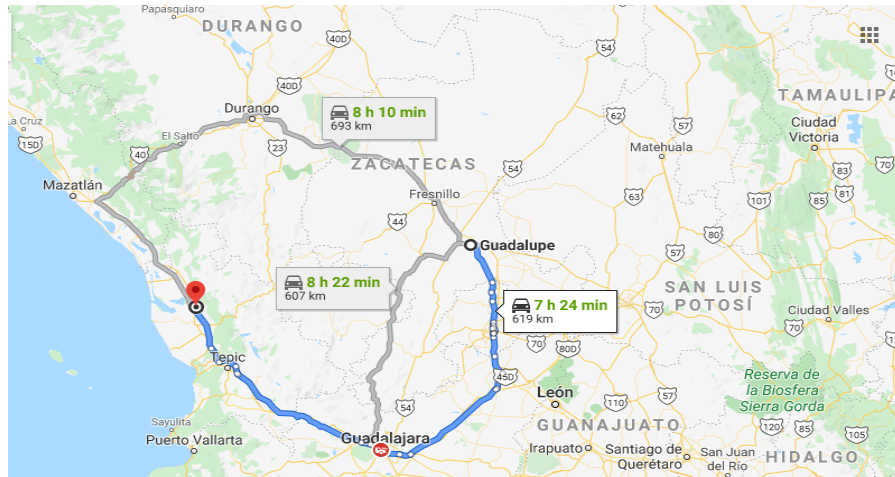 Papasquiaro
DURANGO
40D
54
40D
TAMAULIPA
La Cruz
Durango
8 h 10 min
693 km
62
57
Ciudad
Victoria
15D
El Salto
40
23
ZACATECAS
Matehuala
54
83
101
85
Mazatlán
Fresnillo
63
81
44
80
Guadalupe
57
8 h 22 min
607 km
7 h 24 min
619 km
SAN LUIS
POTOSÍ
Ciudad Valles
70
70
70
80D
Tepic
45D
Reserva de
la Biosfera
Sierra Gorda
León
54
110
57
69
85
Sayulita
Puerto Vallarta
Guadalajara
GUANAJUATO
120
105
Irapuato
Santiago de
Querétaro
San Juan
del Río
HIDALGO